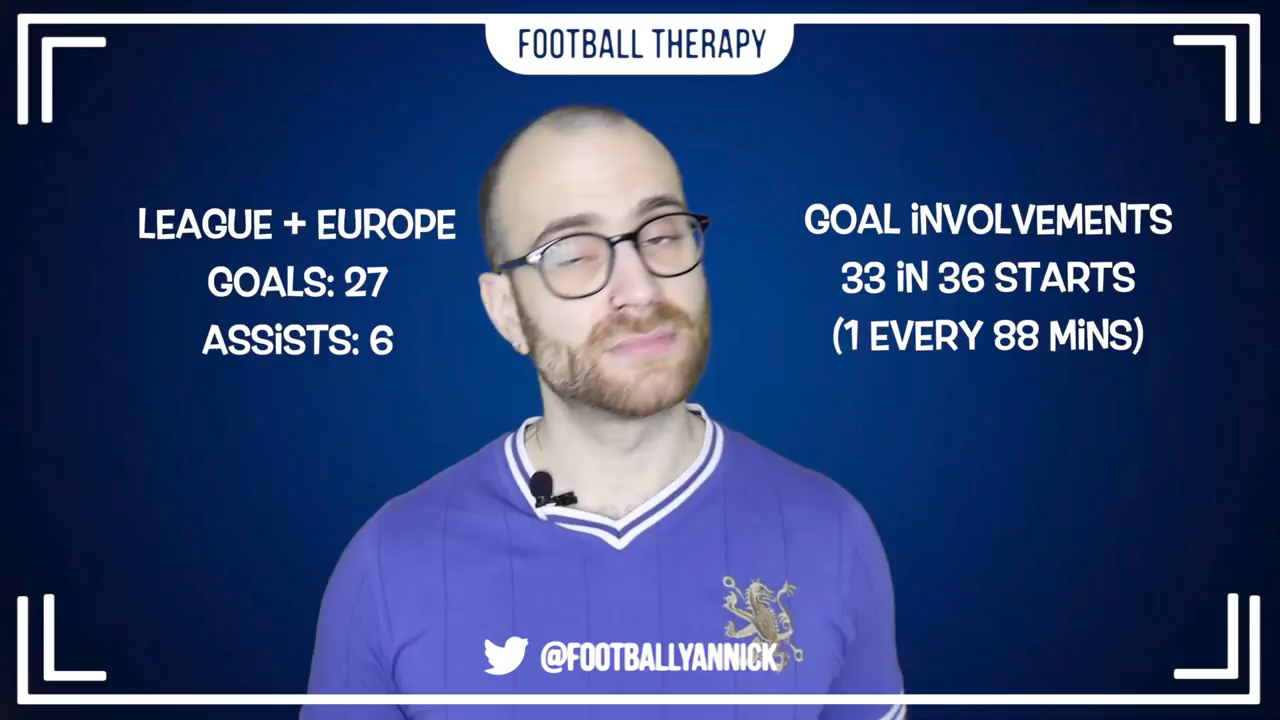 FOOTBALL THERAPY
LEAGUE + EUROPE
GOALS: 27
ASSISTS: 6
GOAL iNVOLVEMENTS
33 iN 36 STARTS
(1 EVERY 88 MiNS)
@FOOTBALLYANNICK